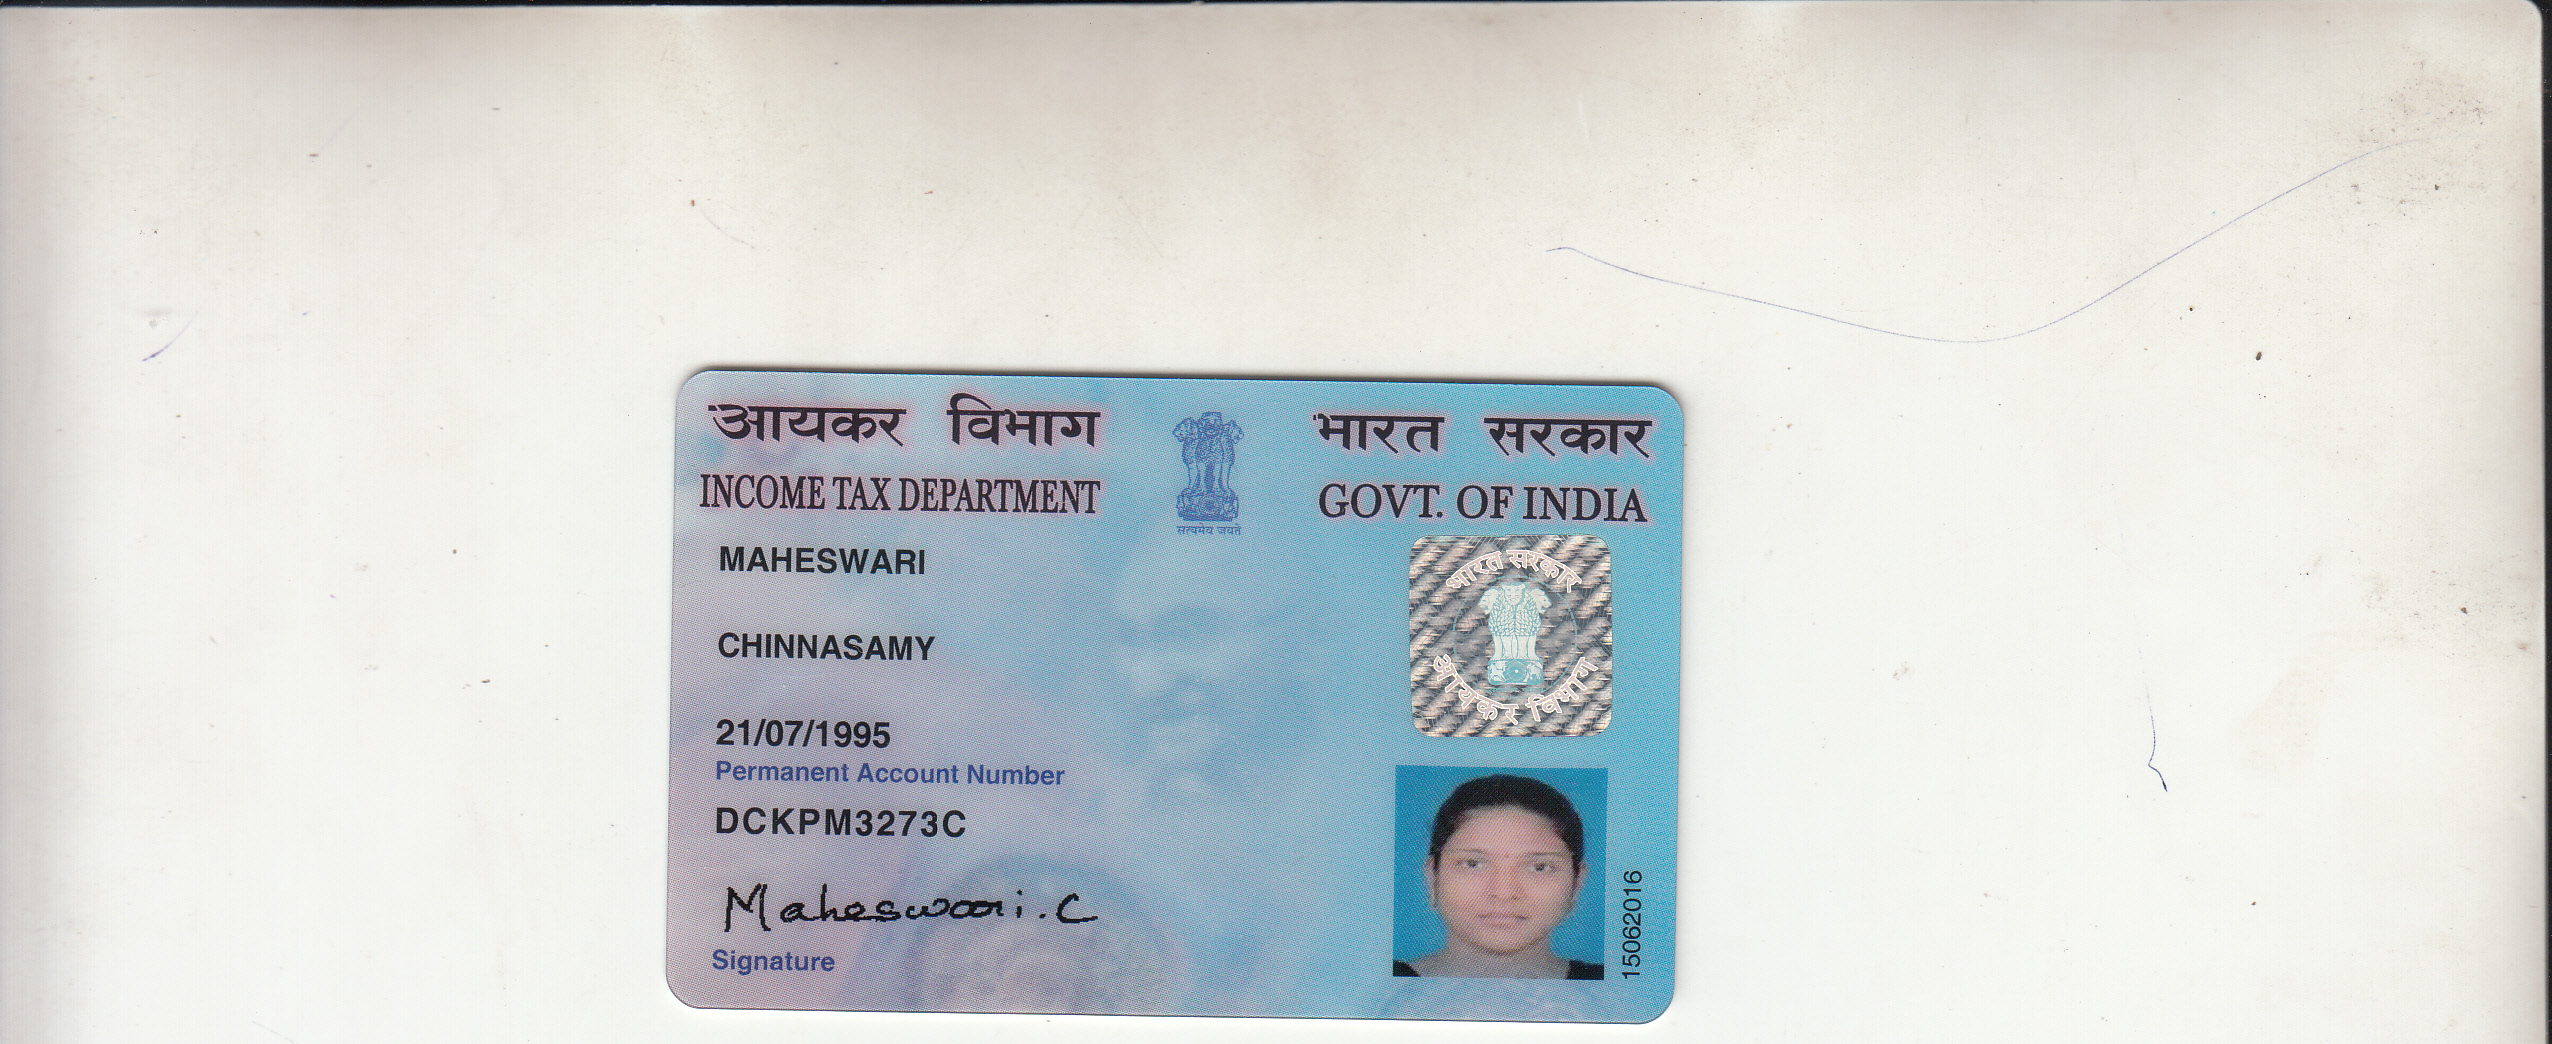 आयकर विभाग
INCOME TAX DEPARTMENT
सत्यमेव जयते
भारत सरकार
GOVT. OF INDIA
MAHESWARI
CHINNASAMY
21/07/1995
Permanent Account Number
DCKPM3273C
Maheswari.C
Signature
भारत सरकार
आयकर विभाग
15062016